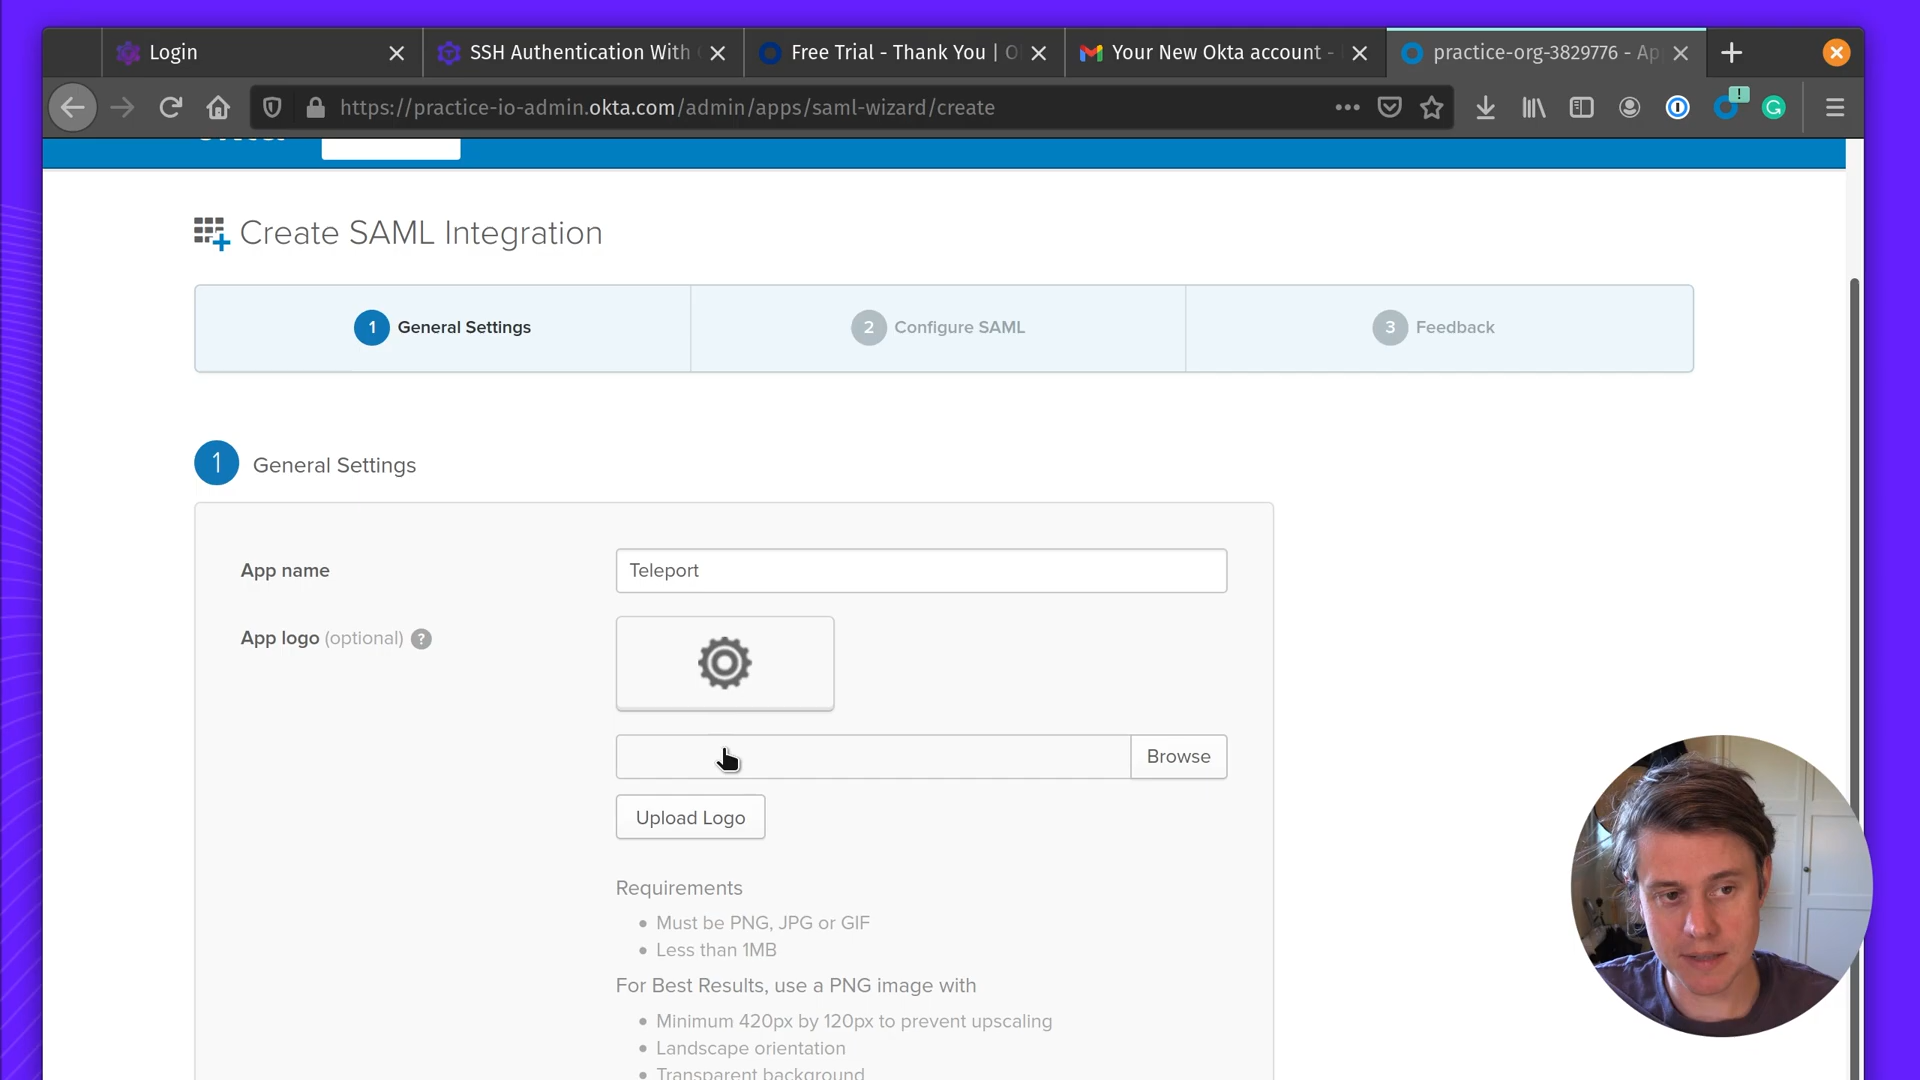 Login
SSH Authentication With
Free Trial - Thank You | O
Your New Okta account -
practice-org-3829776 - Ap
https://practice-io-admin.okta.com/admin/apps/saml-wizard/create
Create SAML Integration
1 General Settings
2 Configure SAML
3 Feedback
1 General Settings
App name
Teleport
App logo (optional) ?
Browse
Upload Logo
Requirements
Must be PNG, JPG or GIF
Less than 1MB
For Best Results, use a PNG image with
Minimum 420px by 120px to prevent upscaling
Landscape orientation
Transparent background